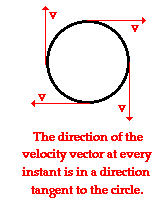 v
v
v
v
The direction of the
velocity vector at every
instant is in a direction
tangent to the circle.